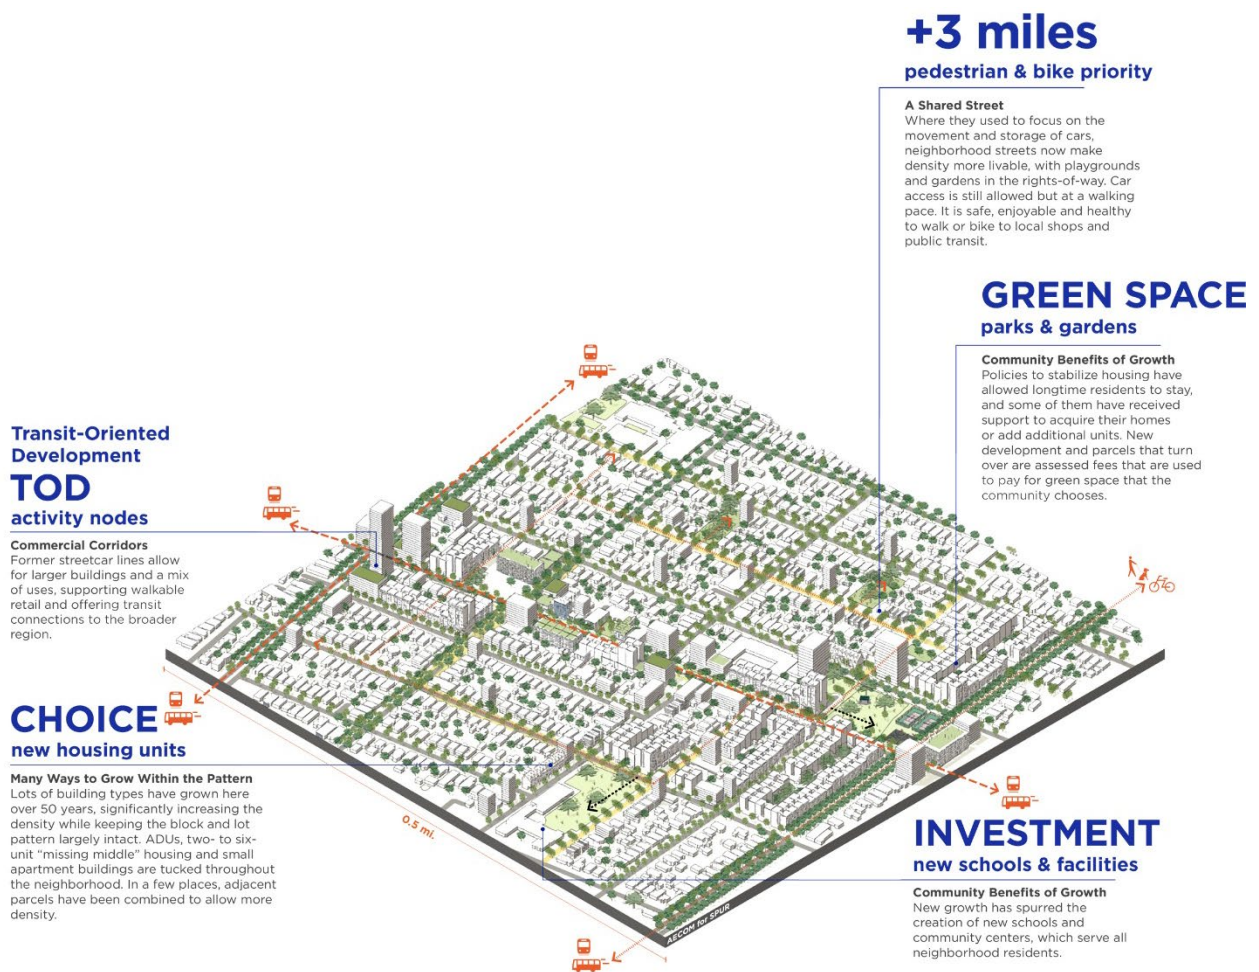 +3 miles
pedestrian & bike priority
A Shared Street
Where they used to focus on the
movement and storage of cars,
neighborhood streets now make
density more livable, with playgrounds
and gardens in the rights-of-way. Car
access is still allowed but at a walking
pace. It is safe, enjoyable and healthy
to walk or bike to local shops and
public transit.
GREEN SPACE
parks & gardens
Community Benefits of Growth
Policies to stabilize housing have
allowed longtime residents to stay,
and some of them have received
support to acquire their homes
or add additional units. New
development and parcels that turn
over are assessed fees that are used
to pay for green space that the
community chooses.
Transit-Oriented
Development
TOD
activity nodes
Commercial Corridors
Former streetcar lines allow
for larger buildings and a mix
of uses, supporting walkable
retail and offering transit
connections to the broader
region.
CHOICE
new housing units
Many Ways to Grow Within the Pattern
Lots of building types have grown here
over 50 years, significantly increasing the
density while keeping the block and lot
pattern largely intact. ADUs, two- to six-
unit “missing middle” housing and small
apartment buildings are tucked throughout
the neighborhood. In a few places, adjacent
parcels have been combined to allow more
density.
0.5 mi.
AECOM for SPUR
INVESTMENT
new schools & facilities
Community Benefits of Growth
New growth has spurred the
creation of new schools and
community centers, which serve all
neighborhood residents.